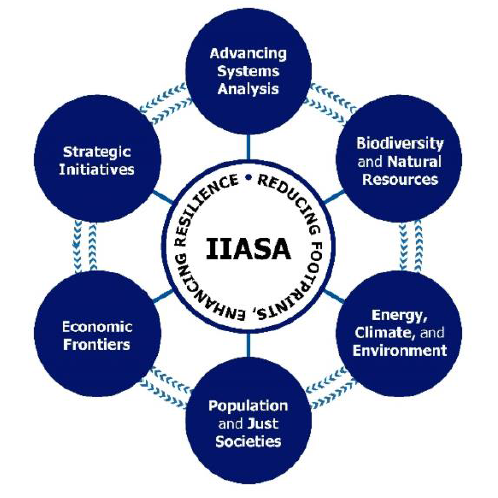 Advancing
Systems
Analysis
Strategic
Initiatives
Biodiversity
and Natural
Resources
• REDUCING FOOTPRINTS, ENHANCING RESILIENCE
IIASA
Economic
Frontiers
Energy,
Climate, and
Environment
Population
and Just
Societies